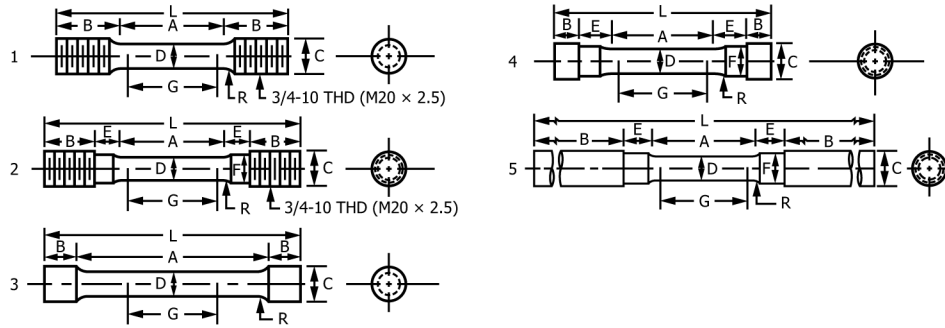 L
B A B
1 D C
G
R 3/4-10 THD (M20 × 2.5)
L
B E A E B
2 D F C
G
R 3/4-10 THD (M20 × 2.5)
L
B A B
3 D C
G
R
L
B E A E B
4 D F C
G
R
L
B E A E B
5 D F C
G
R